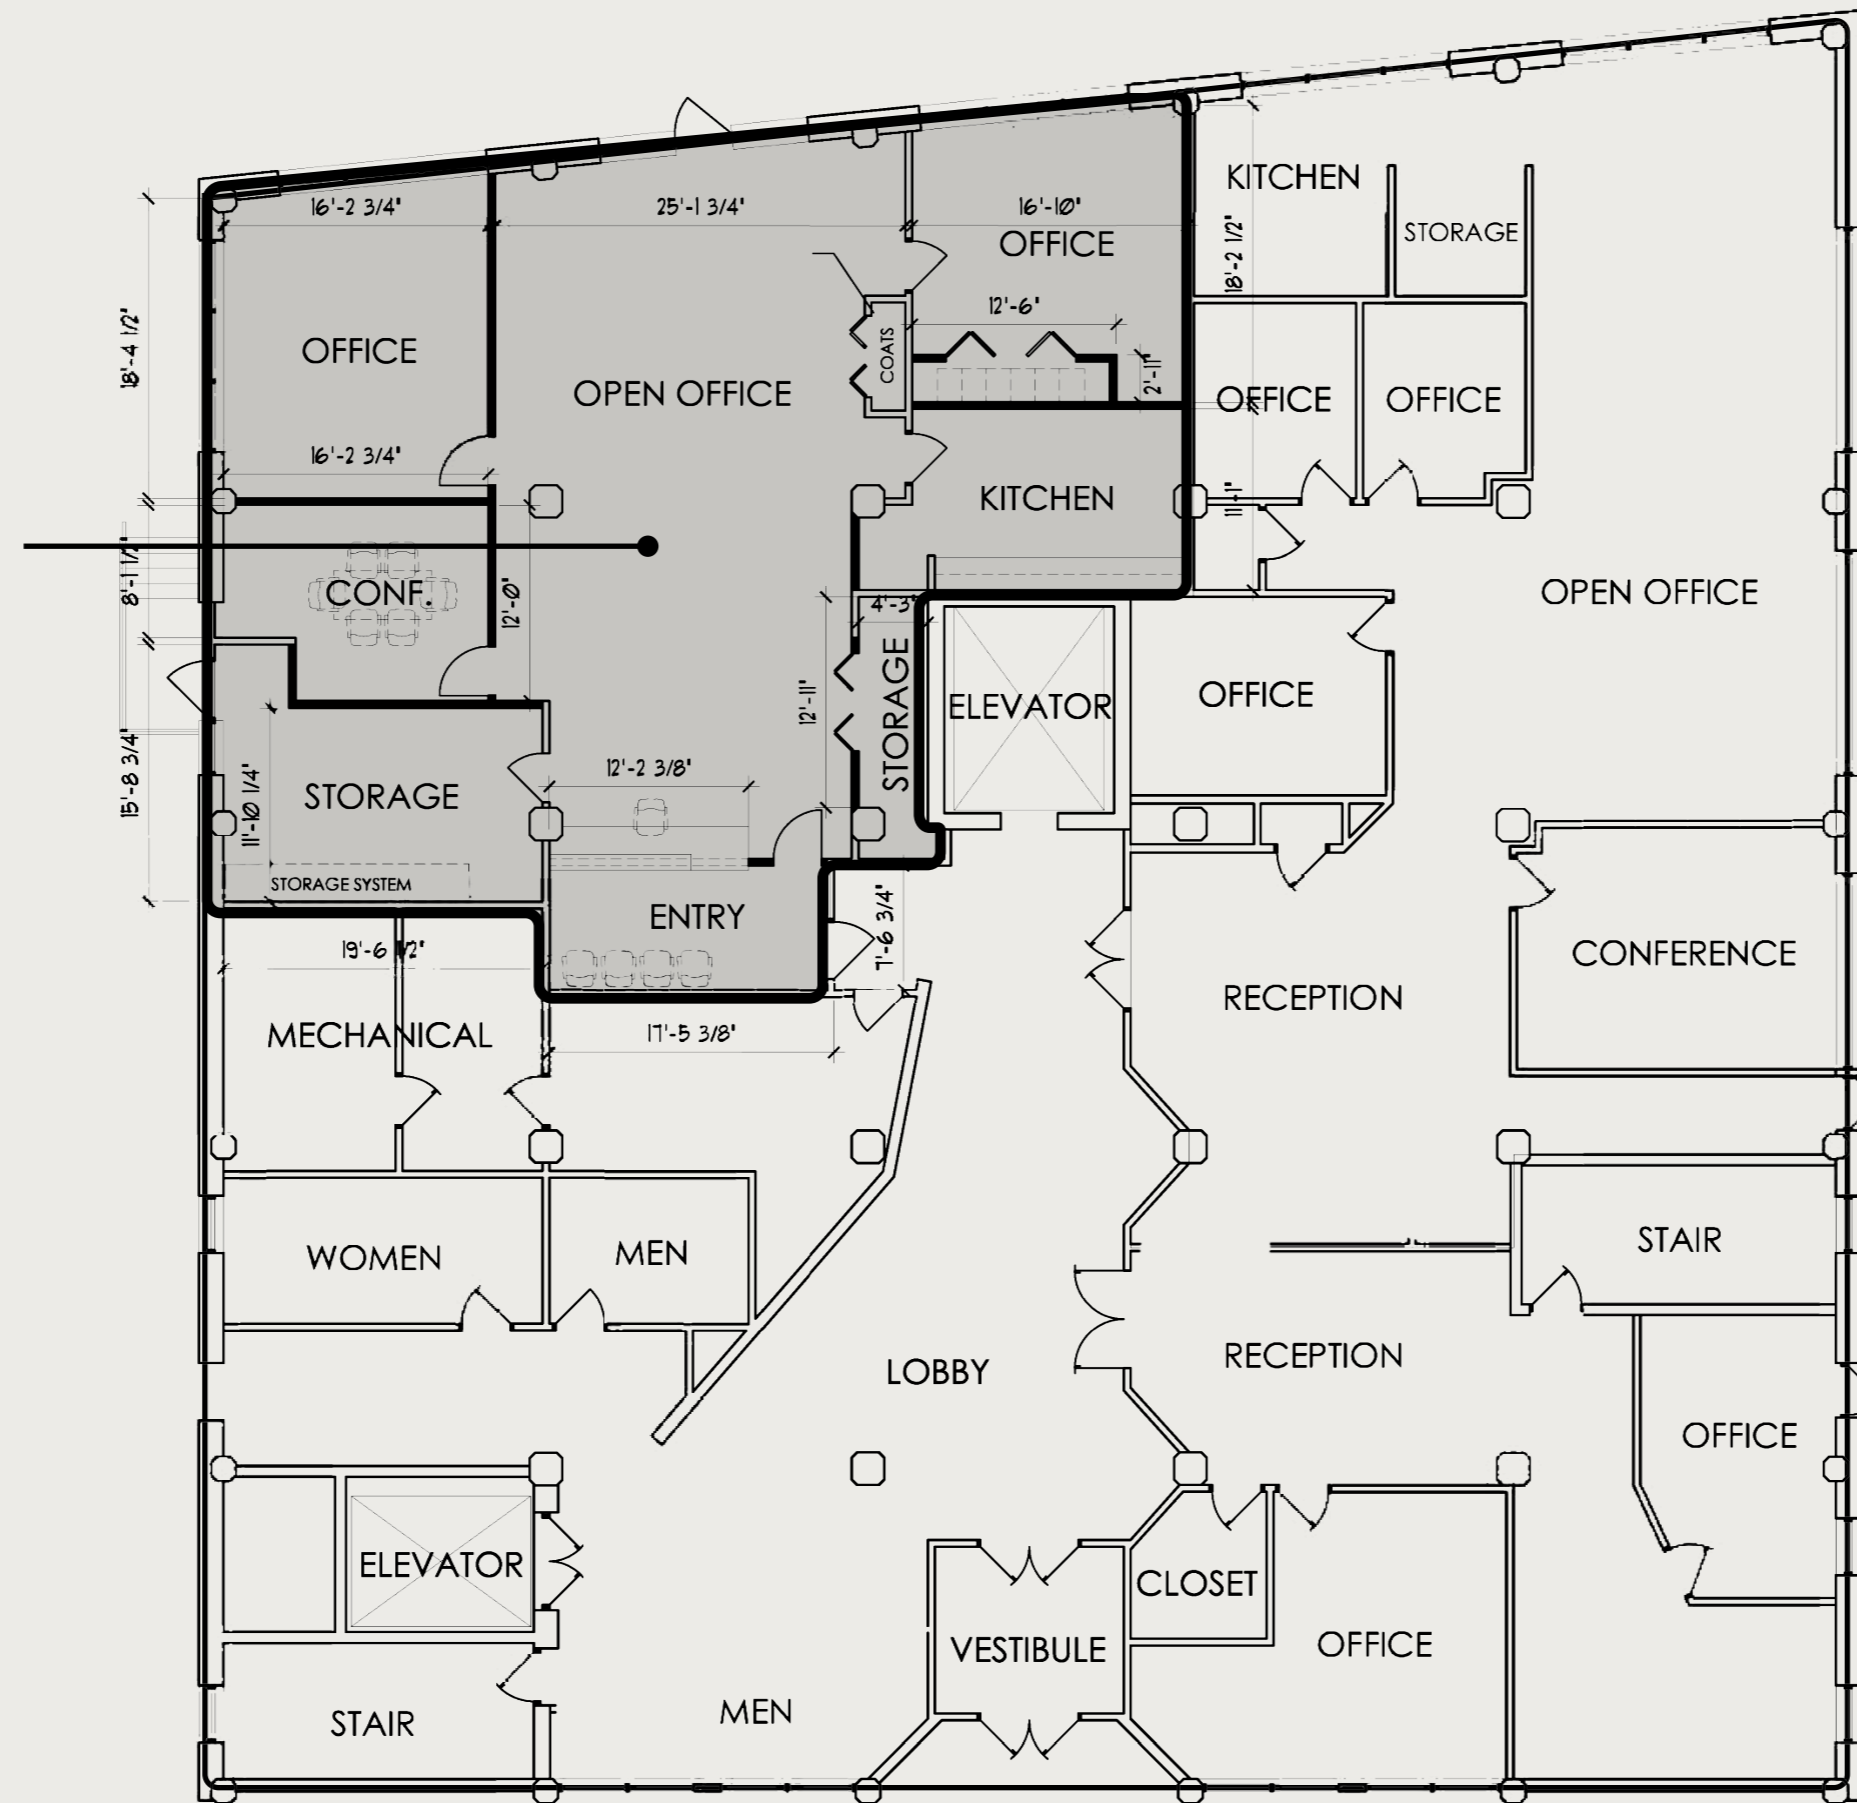 KITCHEN
STORAGE
16'-2 3/4"
25'-1 3/4"
16'-10"
OFFICE
18'-2 1/2"
12'-6"
18'-4 1/2"
OFFICE
COATS
2'-11"
OPEN OFFICE
OFFICE
OFFICE
16'-2 3/4"
KITCHEN
11'-1"
8'-1 1/2"
CONF.
12'-0"
4'-3"
OPEN OFFICE
STORAGE
ELEVATOR
OFFICE
12'-11"
15'-8 3/4"
11'-10 1/4"
STORAGE
12'-2 3/8"
STORAGE SYSTEM
ENTRY
7'-6 3/4"
19'-6 1/2"
CONFERENCE
RECEPTION
MECHANICAL
17'-5 3/8"
WOMEN
MEN
STAIR
LOBBY
RECEPTION
OFFICE
ELEVATOR
CLOSET
VESTIBULE
OFFICE
STAIR
MEN